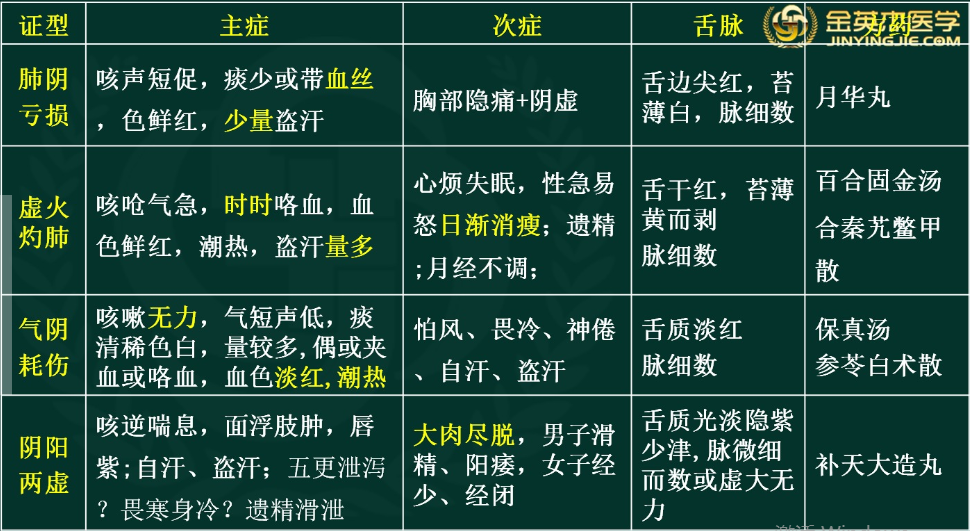 证型
主症
次症
舌脉
方药
金英杰医学
JINYINGJIE.COM
肺阴
亏损
咳声短促，痰少或带血丝
，色鲜红，少量盗汗
胸部隐痛+阴虚
舌边尖红，苔
薄白，脉细数
月华丸
虚火
灼肺
咳呛气急，时时咯血，血
色鲜红，潮热，盗汗量多
心烦失眠，性急易
怒日渐消瘦；遗精
;月经不调；
舌干红，苔薄
黄而剥
脉细数
百合固金汤
合秦艽鳖甲
散
气阴
耗伤
咳嗽无力，气短声低，痰
清稀色白，量较多,偶或夹
血或咯血，血色淡红,潮热
怕风、畏冷、神倦
、自汗、盗汗
舌质淡红
脉细数
保真汤
参苓白术散
阴阳
两虚
咳逆喘息，面浮肢肿，唇
紫;自汗、盗汗；五更泄泻
？畏寒身冷？遗精滑泄
大肉尽脱，男子滑
精、阳痿，女子经
少、经闭
舌质光淡隐紫
少津,脉微细
而数或虚大无
力
补天大造丸